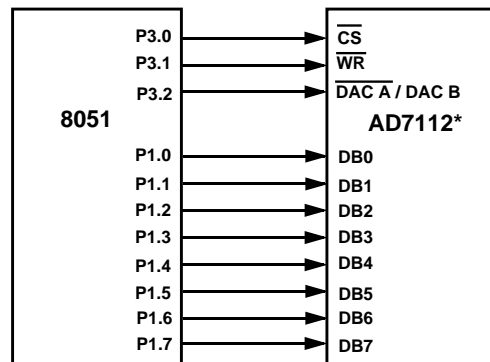 P3.0 CS
P3.1 WR
P3.2 DAC A / DAC B
8051 AD7112*
P1.0 DB0
P1.1 DB1
P1.2 DB2
P1.3 DB3
P1.4 DB4
P1.5 DB5
P1.6 DB6
P1.7 DB7